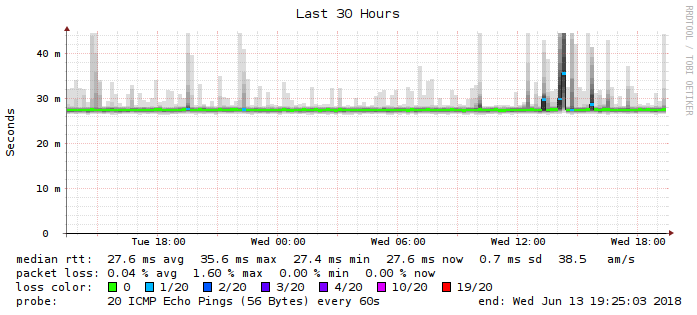 Last 30 Hours
RRDTOOL / TOBI OETIKER
Seconds
40 m
30 m
20 m
10 m
0
Tue 18:00 Wed 00:00 Wed 06:00 Wed 12:00 Wed 18:00
median rtt: 27.6 ms avg 35.6 ms max 27.4 ms min 27.6 ms now 0.7 ms sd 38.5 am/s
packet loss: 0.04 % avg 1.60 % max 0.00 % min 0.00 % now
loss color: 0 1/20 2/20 3/20 4/20 10/20 19/20
probe: 20 ICMP Echo Pings (56 Bytes) every 60s end: Wed Jun 13 19:25:03 2018